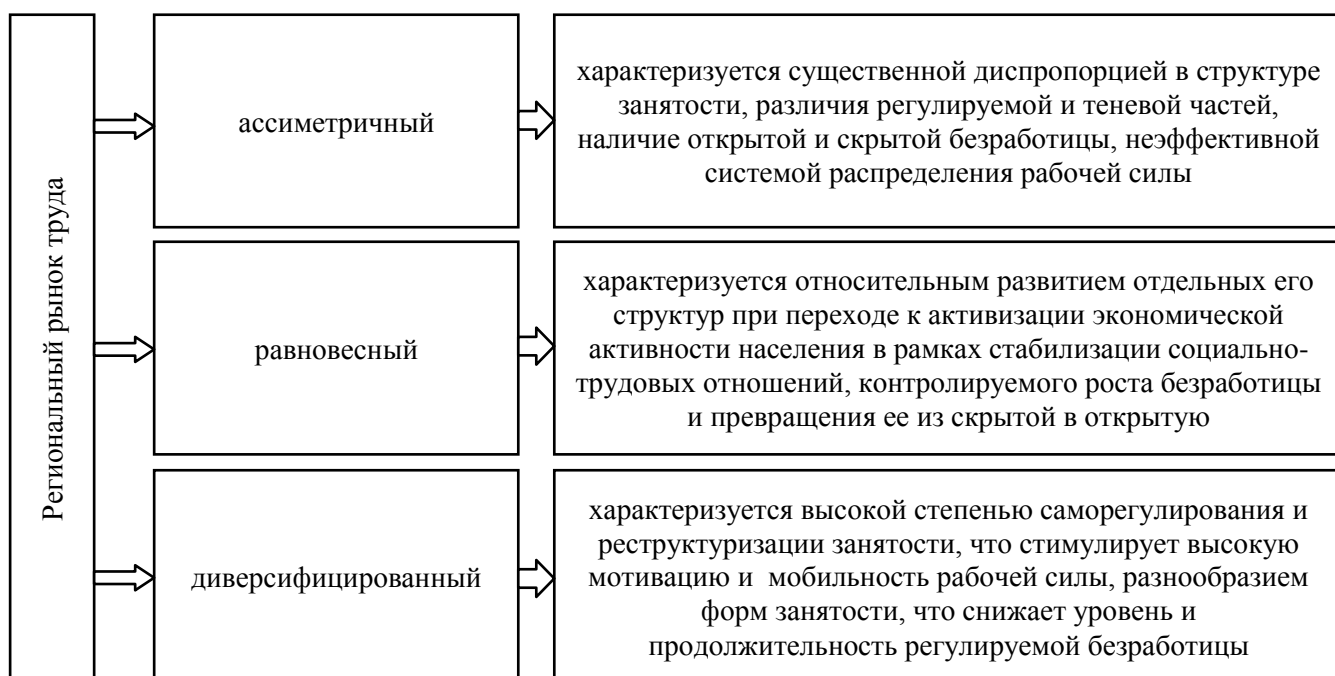 Региональный рынок труда
ассиметричный
характеризуется существенной диспропорцией в структуре
занятости, различия регулируемой и теневой частей,
наличие открытой и скрытой безработицы, неэффективной
системой распределения рабочей силы
равновесный
характеризуется относительным развитием отдельных его
структур при переходе к активизации экономической
активности населения в рамках стабилизации социально-
трудовых отношений, контролируемого роста безработицы
и превращения ее из скрытой в открытую
диверсифицированный
характеризуется высокой степенью саморегулирования и
реструктуризации занятости, что стимулирует высокую
мотивацию и  мобильность рабочей силы, разнообразием
форм занятости, что снижает уровень и
продолжительность регулируемой безработицы